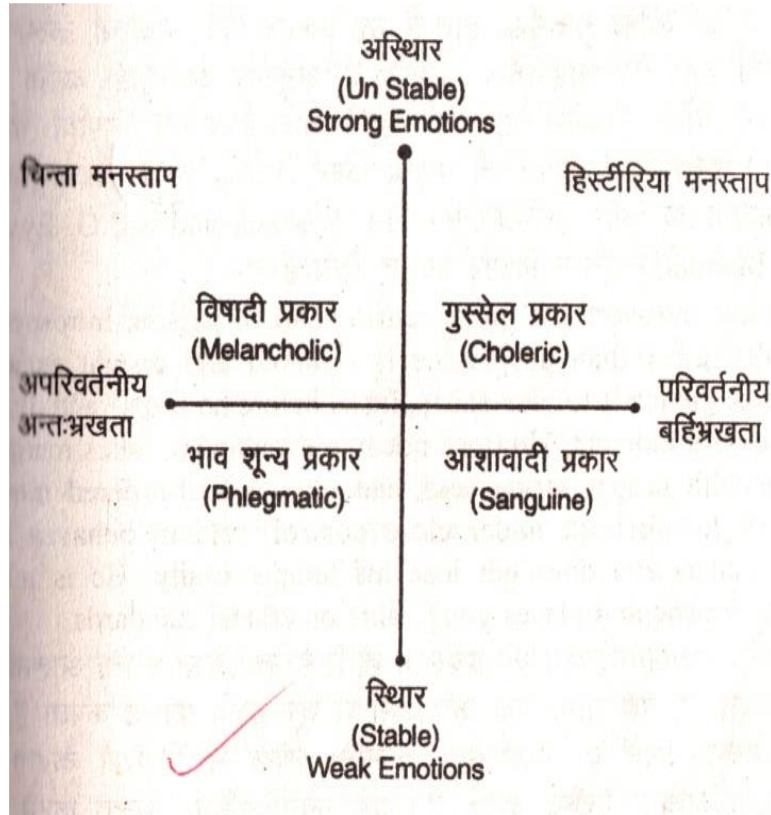 अस्थिार
(Un Stable)
Strong Emotions
चिन्ता मनस्ताप
हिर्स्टीरिया मनस्ताप
विषादी प्रकार
(Melancholic)
गुस्सेल प्रकार
(Choleric)
अपरिवर्तनीय
अन्तःभ्रखता
परिवर्तनीय
बर्हिभ्रखता
भाव शून्य प्रकार
(Phlegmatic)
आशावादी प्रकार
(Sanguine)
स्थिार
(Stable)
Weak Emotions